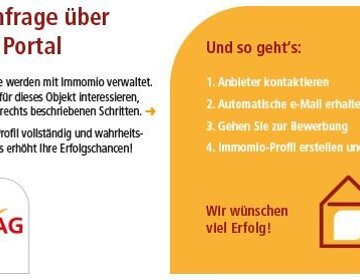 nfrage über
Portal
e werden mit Immomio verwaltet.
für dieses Objekt interessieren,
rechts beschriebenen Schritten. →
Profil vollständig und wahrheits-
s erhöht Ihre Erfolgschancen!
AG
Und so geht's:
1. Anbieter kontaktieren
2. Automatische e-Mail erhalte
3. Gehen Sie zur Bewerbung
4. Immomio-Profil erstellen un
Wir wünschen
viel Erfolg!